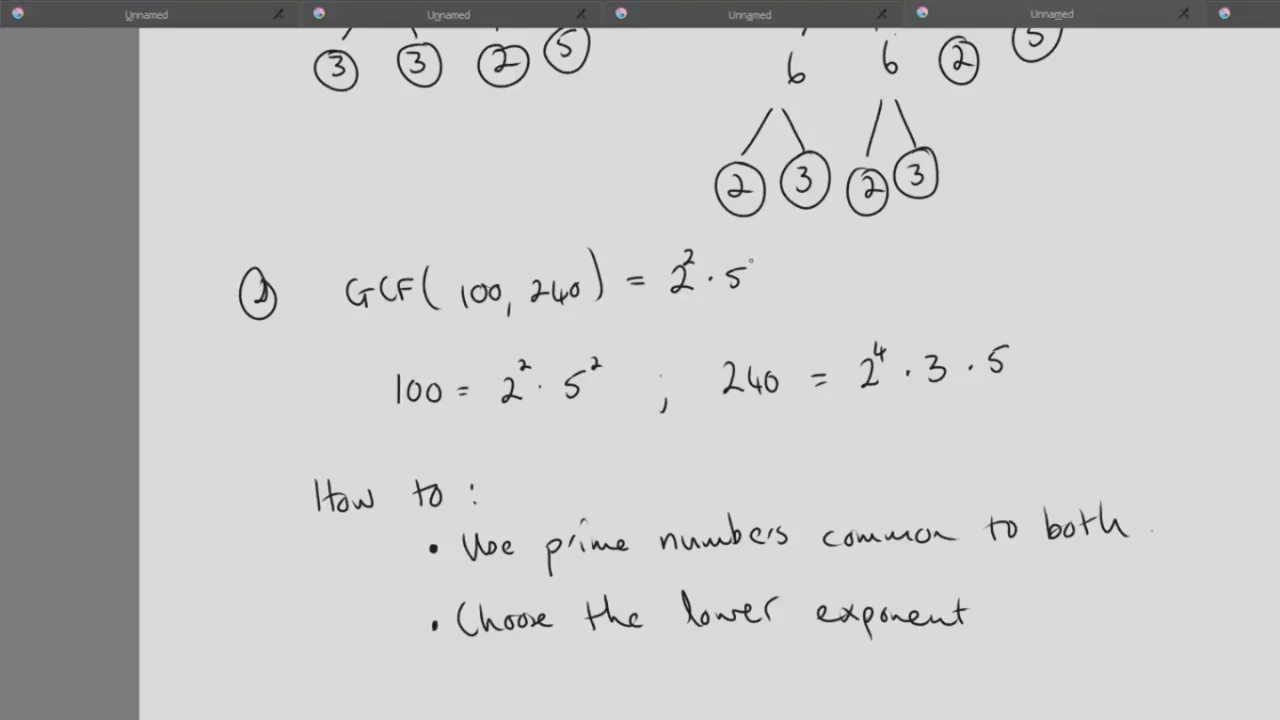 Unnamed Unnamed Unnamed Unnamed
3 3 2 5 6 6 2 5
2 3 2 3
② GCF( 100, 240 ) = 2² · 5
100 = 2² · 5² ; 240 = 2⁴ · 3 · 5
How to :
• Use prime numbers common to both
• Choose the lower exponent